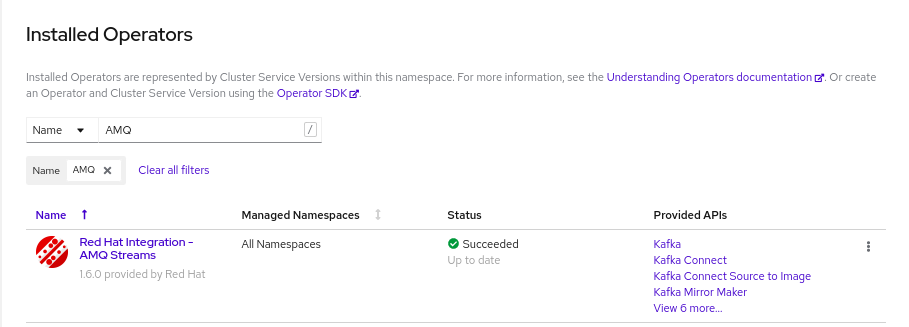 Installed Operators
Installed Operators are represented by Cluster Service Versions within this namespace. For more information, see the Understanding Operators documentation. Or create
an Operator and Cluster Service Version using the Operator SDK.
Name AMQ /
Name AMQ Clear all filters
Name Managed Namespaces Status Provided APIs
Red Hat Integration - All Namespaces Succeeded Kafka
AMQ Streams Up to date Kafka Connect
1.6.0 provided by Red Hat Kafka Connect Source to Image
Kafka Mirror Maker
View 6 more...